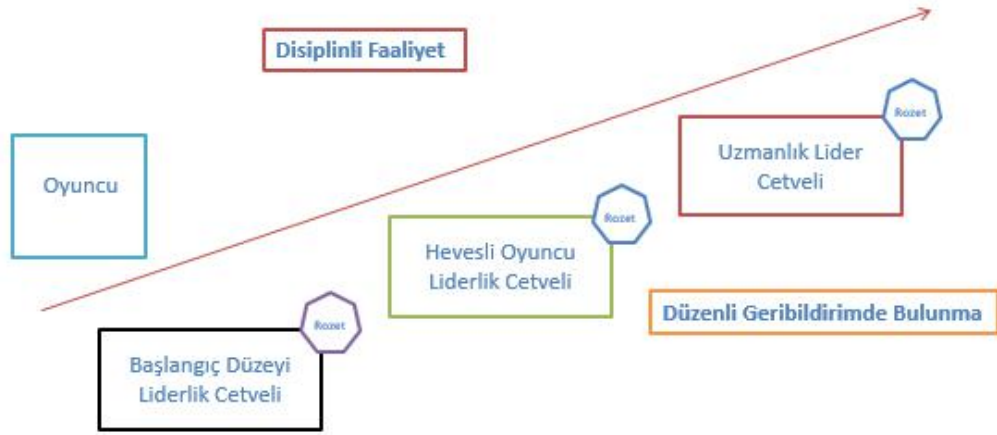 Disiplinli Faaliyet
Rozet
Uzmanlık Lider
Cetveli
Oyuncu
Rozet
Hevesli Oyuncu
Liderlik Cetveli
Düzenli Geribildirimde Bulunma
Rozet
Başlangıç Düzeyi
Liderlik Cetveli